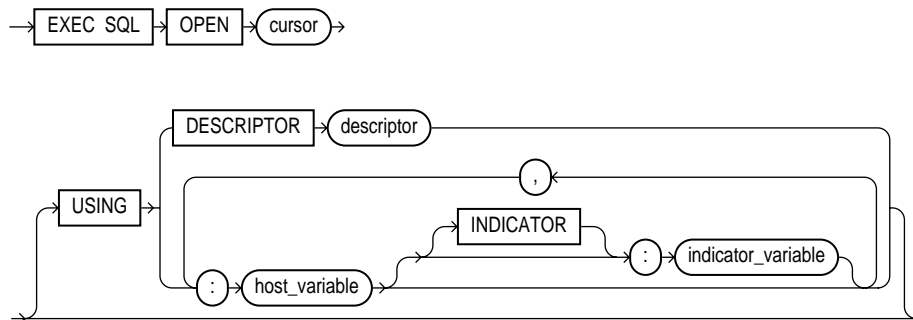 EXEC SQL OPEN cursor
DESCRIPTOR descriptor
,
USING INDICATOR
: host_variable : indicator_variable